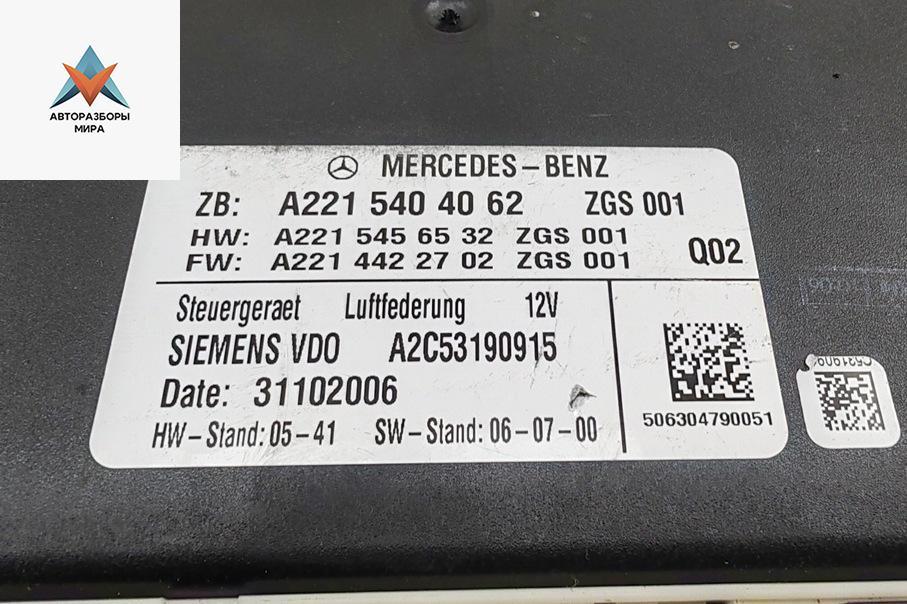 АВТОРАЗБОРЫ
МИРА
MERCEDES-BENZ
ZB: A221 540 40 62 ZGS 001
HW: A221 545 65 32 ZGS 001
FW: A221 442 27 02 ZGS 001
Q02
Steuergeraet Luftfederung 12V
SIEMENS VDO A2C53190915
Date: 31102006
HW-Stand: 05-41 SW-Stand: 06-07-00
506304790051